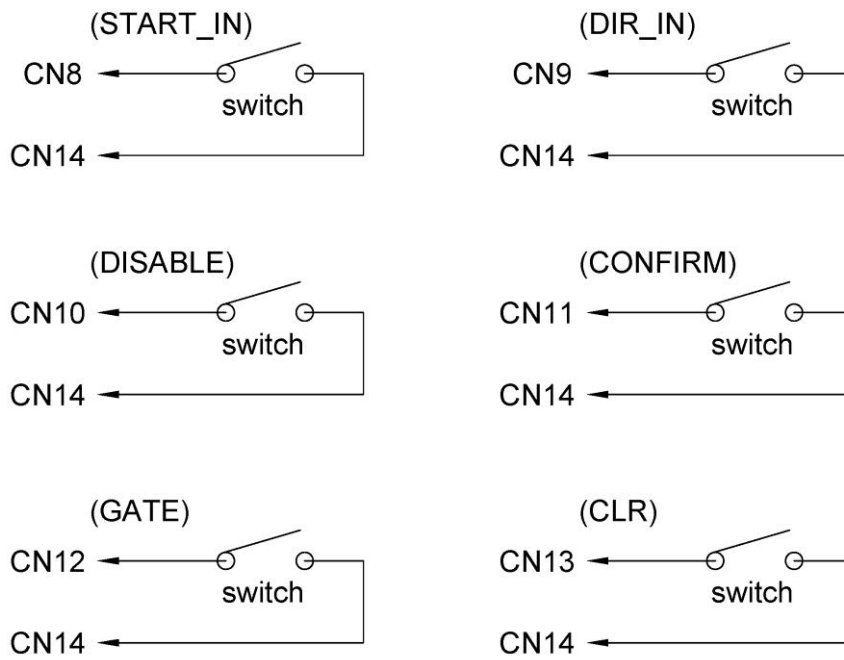 (START_IN)
CN8
switch
CN14
(DIR_IN)
CN9
switch
CN14
(DISABLE)
CN10
switch
CN14
(CONFIRM)
CN11
switch
CN14
(GATE)
CN12
switch
CN14
(CLR)
CN13
switch
CN14